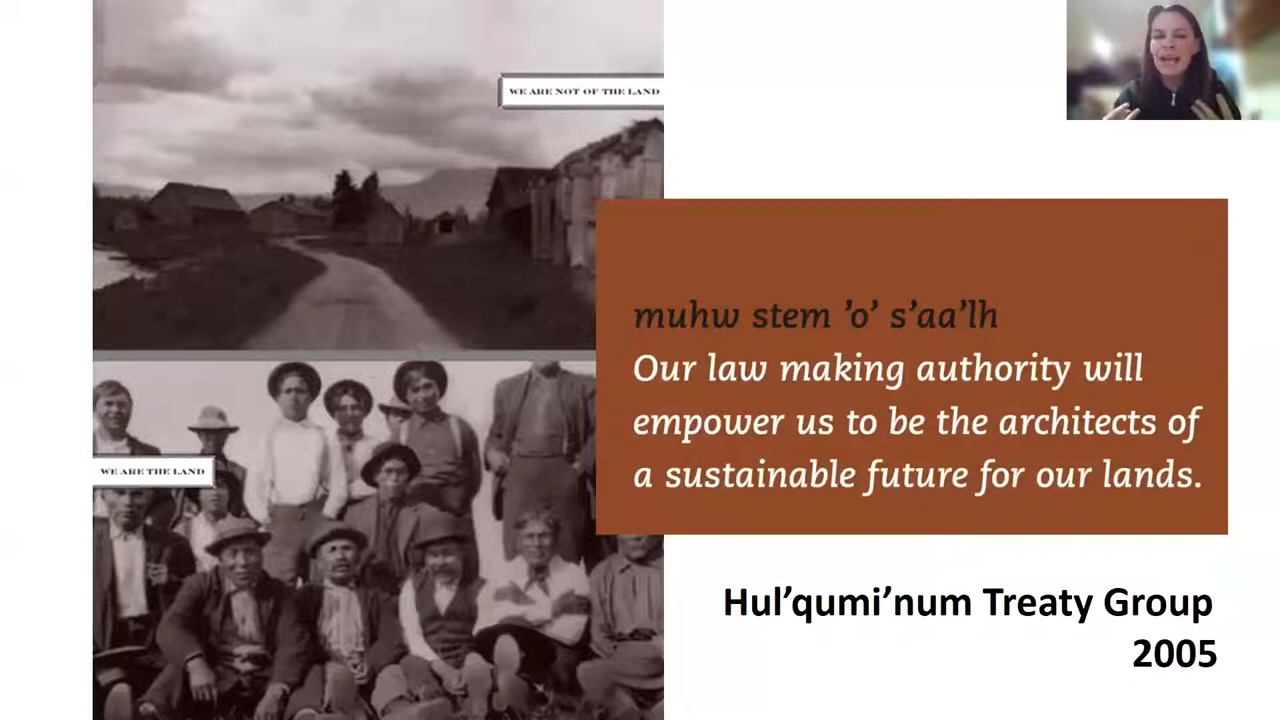 WE ARE NOT OF THE LAND
WE ARE THE LAND
muhw stem ’o’ s’aa’lh
Our law making authority will
empower us to be the architects of
a sustainable future for our lands.
Hul’qumi’num Treaty Group
2005